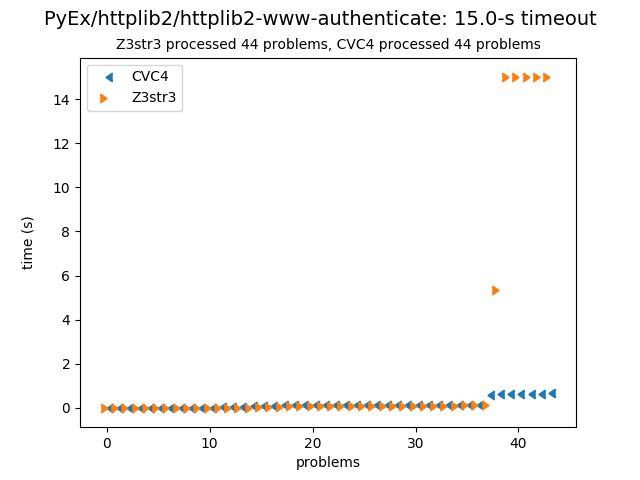 PyEx/httplib2/httplib2-www-authenticate: 15.0-s timeout
Z3str3 processed 44 problems, CVC4 processed 44 problems
CVC4
Z3str3
14
12
10
8
6
4
2
0
time (s)
0 10 20 30 40
problems